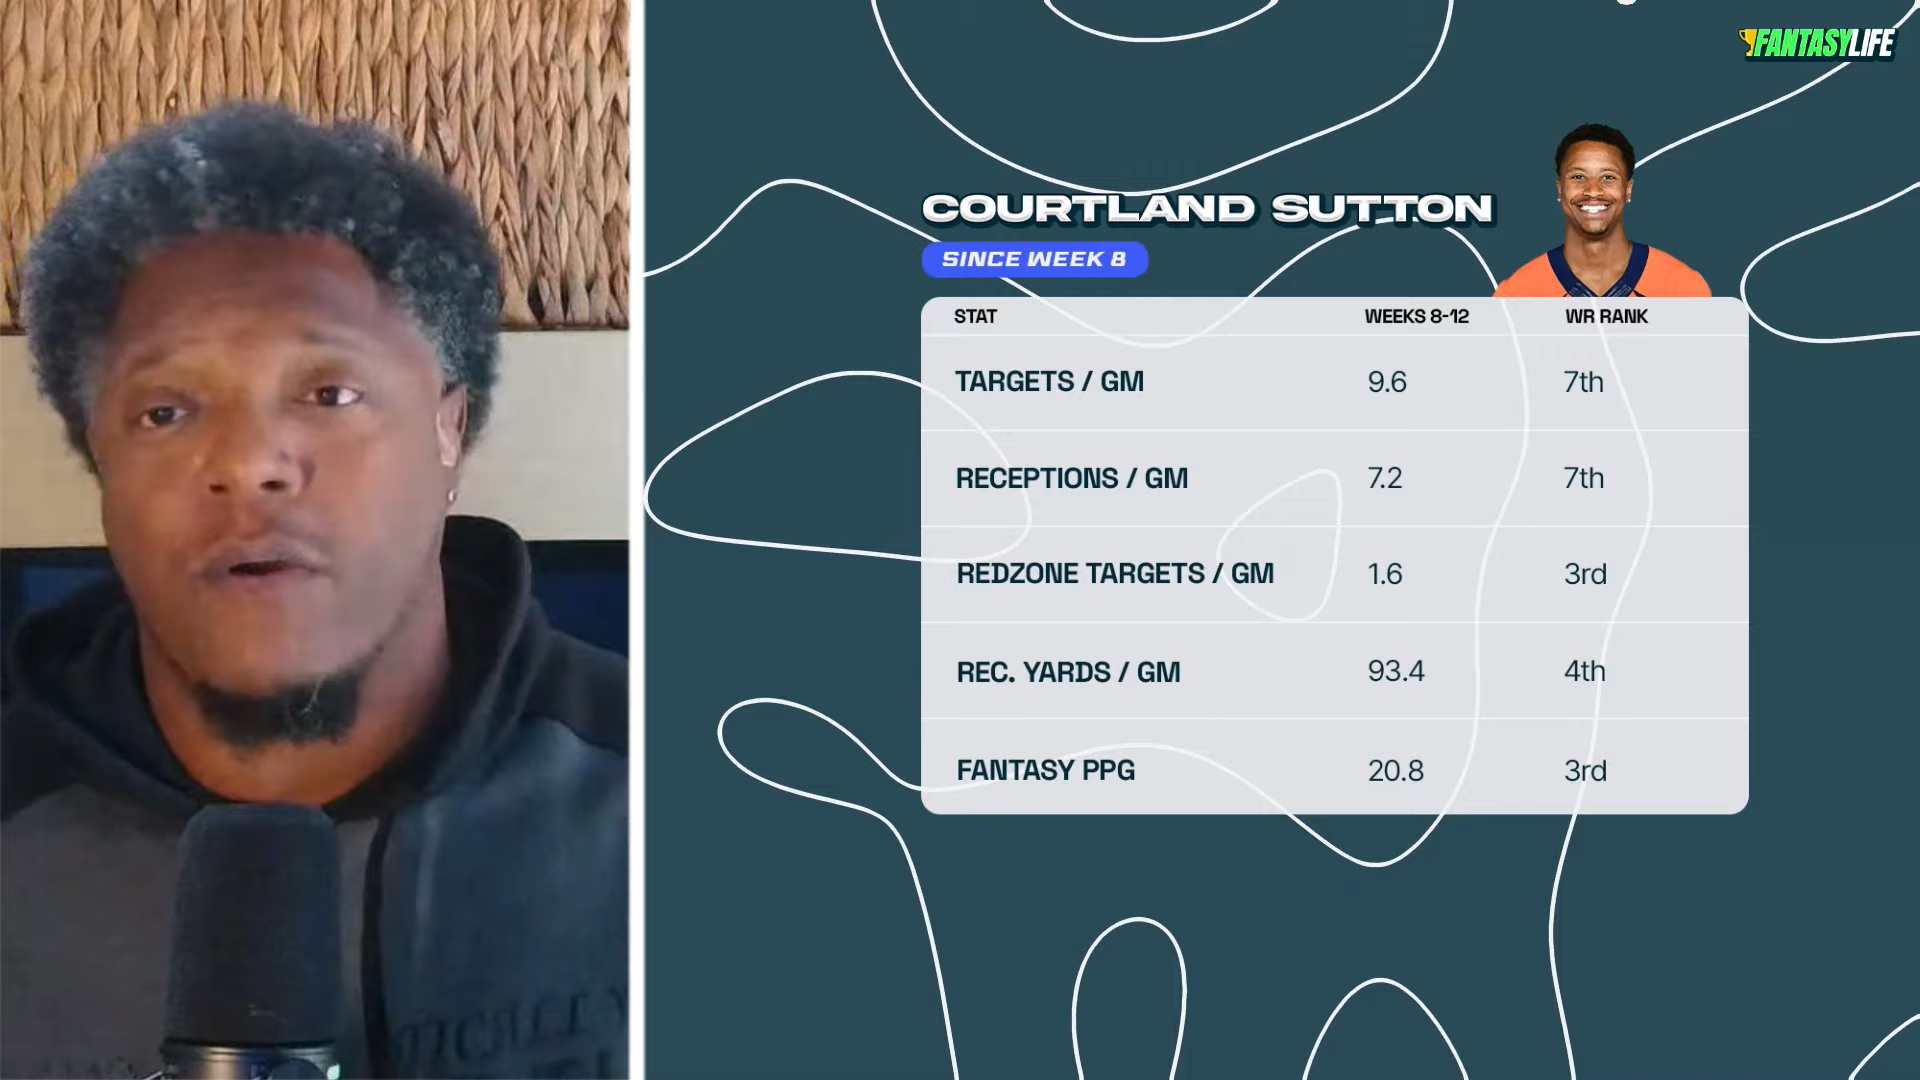 FANTASYLIFE
COURTLAND SUTTON
SINCE WEEK 8
STAT WEEKS 8-12 WR RANK
TARGETS / GM 9.6 7th
RECEPTIONS / GM 7.2 7th
REDZONE TARGETS / GM 1.6 3rd
REC. YARDS / GM 93.4 4th
FANTASY PPG 20.8 3rd